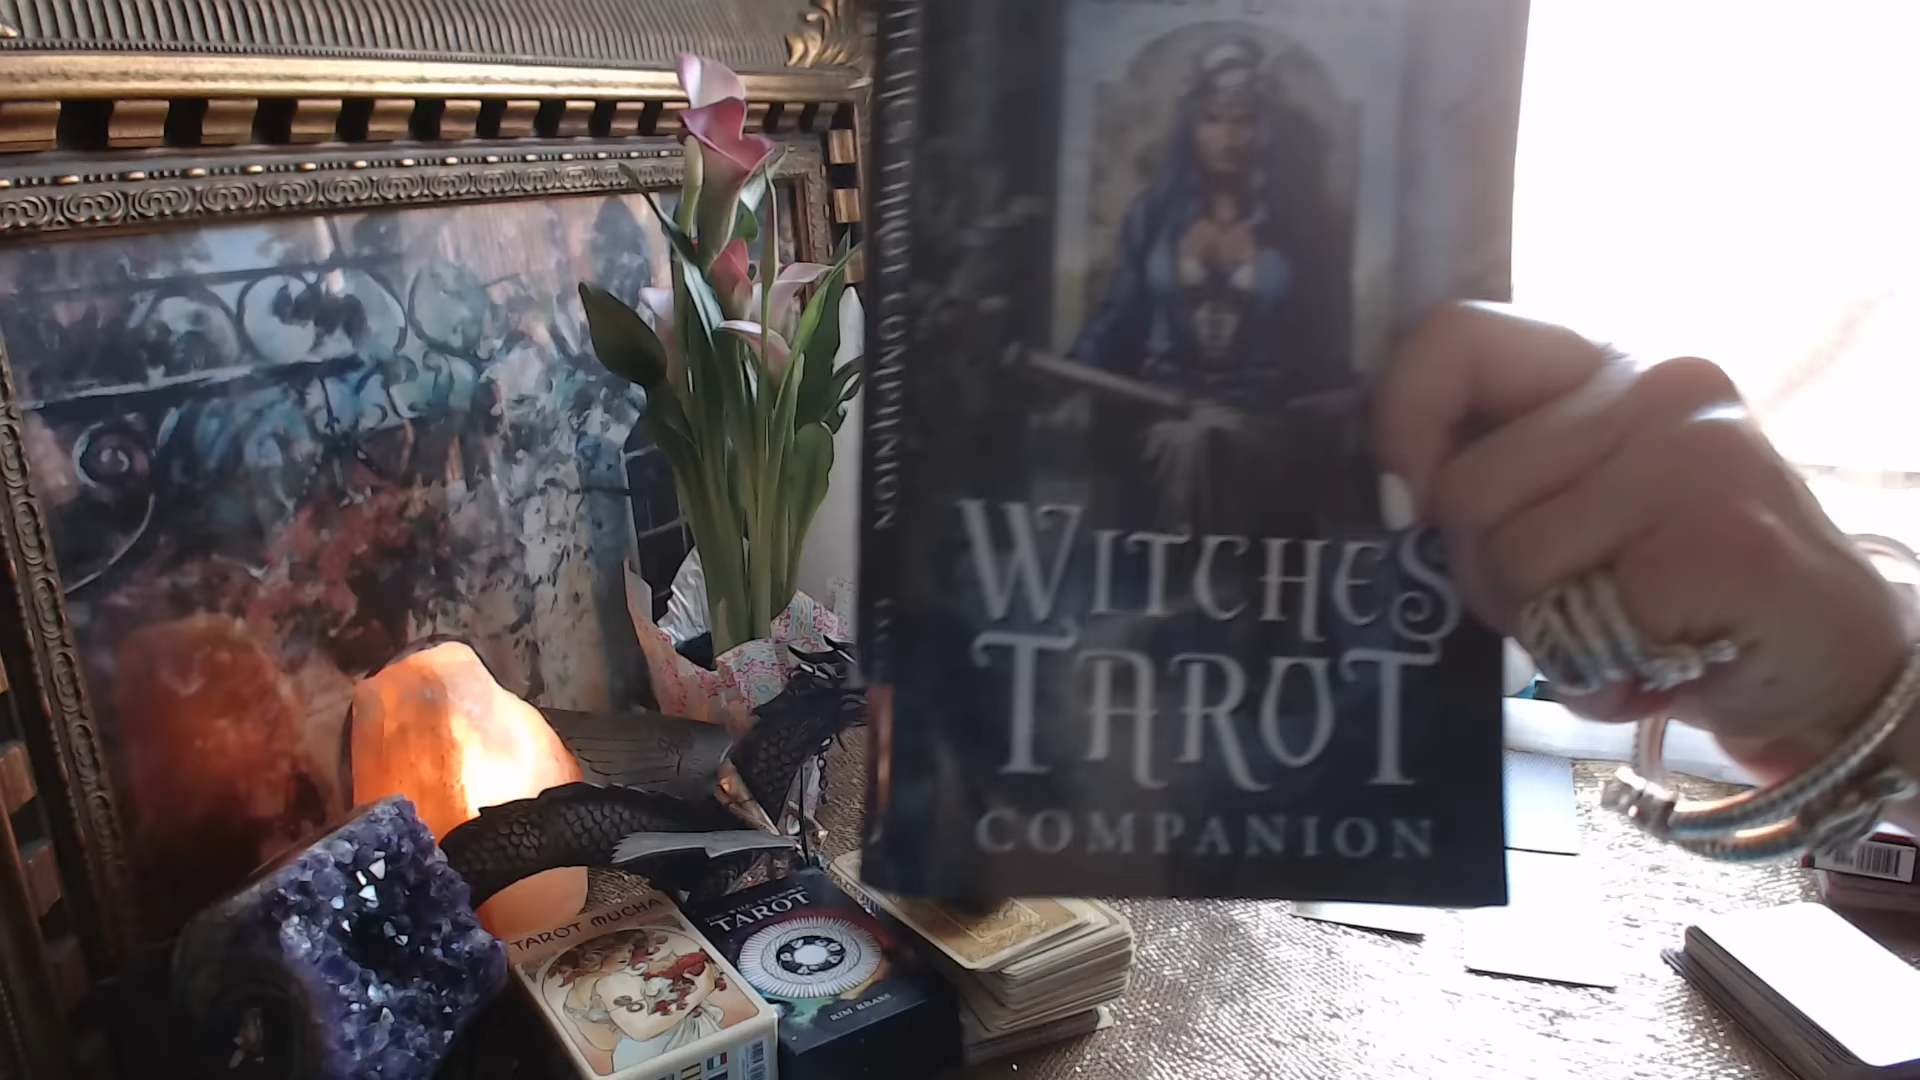 WITCHES TAROT COMPANION
WITCHES
TAROT
COMPANION
TAROT MUCHA
TAROT
KIM KRANS